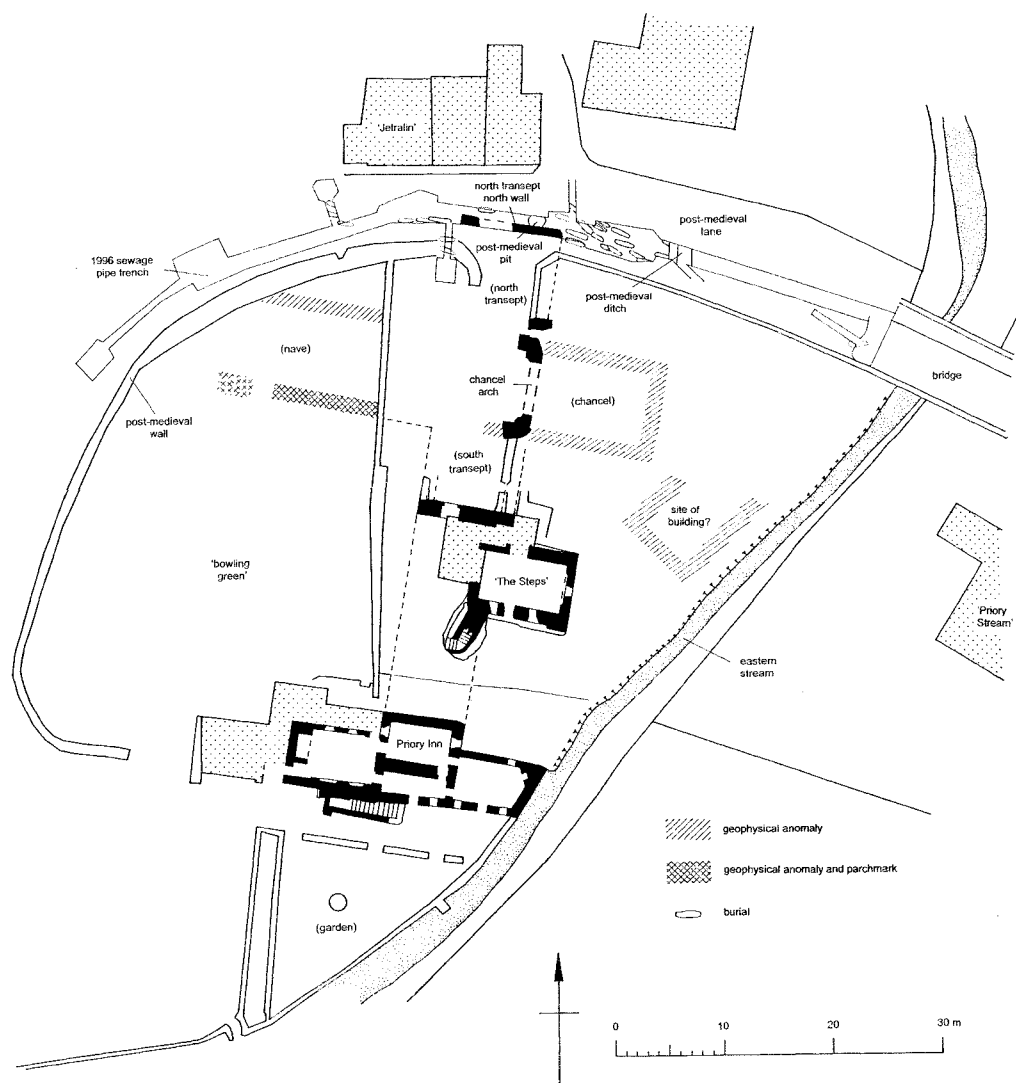 'Jetralin'
north transept
north wall
post-medieval
pit
post-medieval
lane
1996 sewage
pipe trench
(north
transept)
post-medieval
ditch
(nave)
chancel
arch
(chancel)
bridge
post-medieval
wall
(south
transept)
site of
building?
'bowling
green'
'The Steps'
'Priory
Stream'
eastern
stream
Priory Inn
geophysical anomaly
geophysical anomaly and parchmark
burial
(garden)
0 10 20 30 m